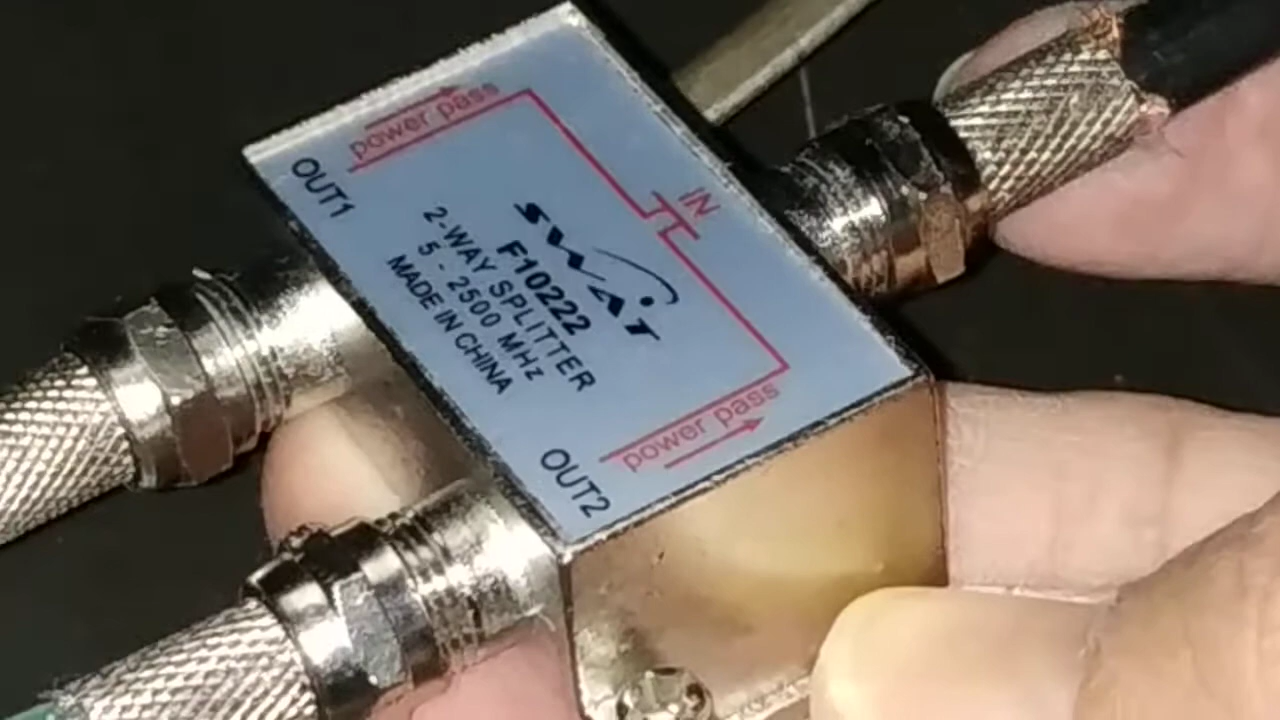 power pass
OUT1
IN
SWAT
F10222
2-WAY SPLITTER
5 - 2500 MHz
MADE IN CHINA
power pass
OUT2